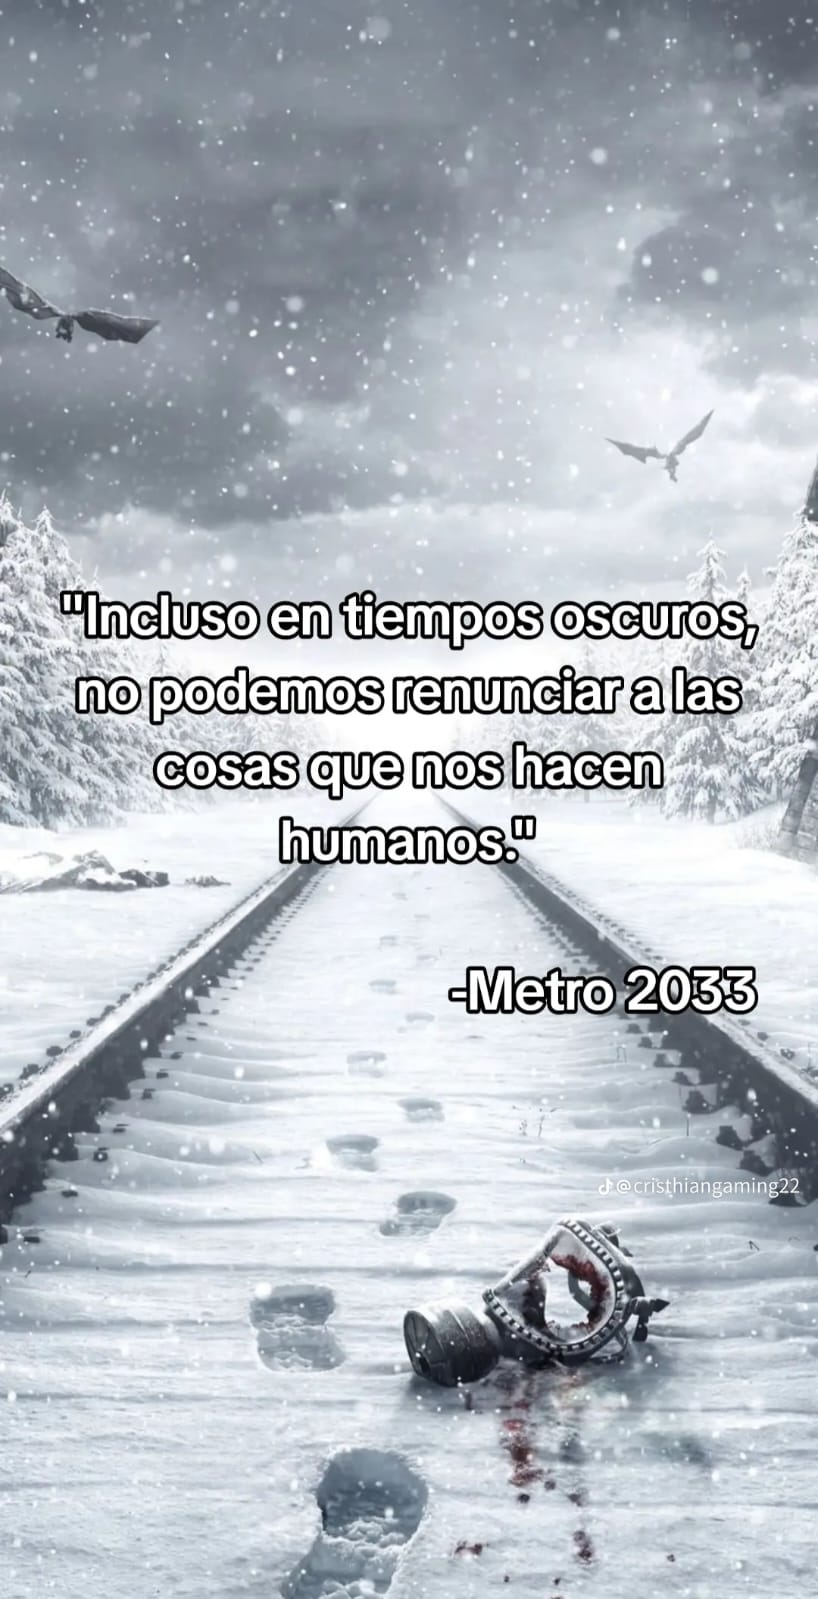 "Incluso en tiempos oscuros,
no podemos renunciar a las
cosas que nos hacen
humanos."
-Metro 2033
@cristhiangaming22